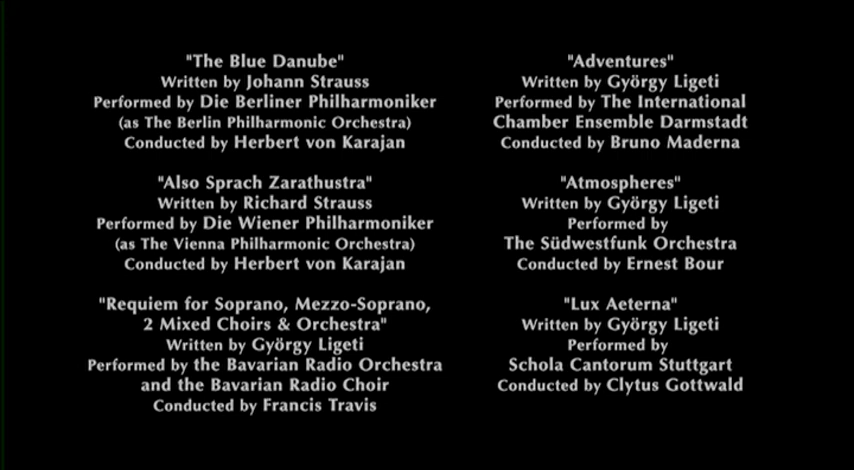 "The Blue Danube"
Written by Johann Strauss
Performed by Die Berliner Philharmoniker
(as The Berlin Philharmonic Orchestra)
Conducted by Herbert von Karajan
"Also Sprach Zarathustra"
Written by Richard Strauss
Performed by Die Wiener Philharmoniker
(as The Vienna Philharmonic Orchestra)
Conducted by Herbert von Karajan
"Requiem for Soprano, Mezzo-Soprano,
2 Mixed Choirs & Orchestra"
Written by György Ligeti
Performed by the Bavarian Radio Orchestra
and the Bavarian Radio Choir
Conducted by Francis Travis
"Adventures"
Written by György Ligeti
Performed by The International
Chamber Ensemble Darmstadt
Conducted by Bruno Maderna
"Atmospheres"
Written by György Ligeti
Performed by
The Südwestfunk Orchestra
Conducted by Ernest Bour
"Lux Aeterna"
Written by György Ligeti
Performed by
Schola Cantorum Stuttgart
Conducted by Clytus Gottwald